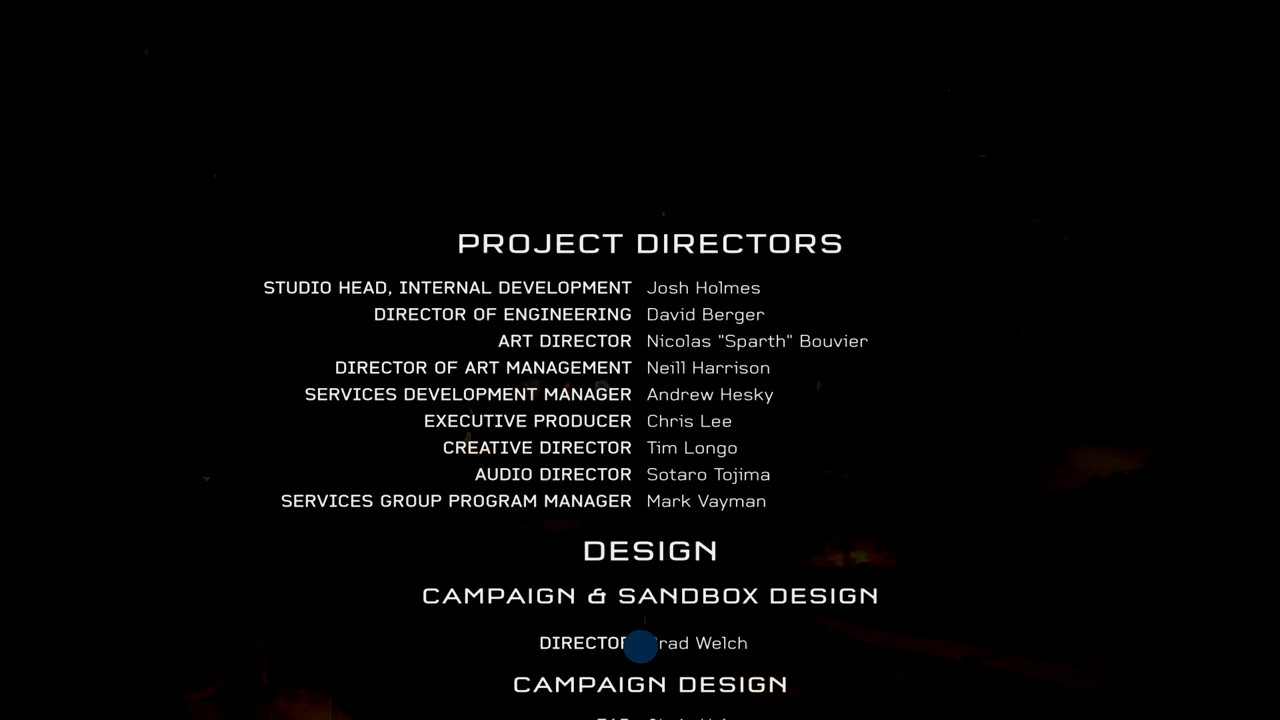 PROJECT DIRECTORS
STUDIO HEAD, INTERNAL DEVELOPMENT Josh Holmes
DIRECTOR OF ENGINEERING David Berger
ART DIRECTOR Nicolas "Sparth" Bouvier
DIRECTOR OF ART MANAGEMENT Neill Harrison
SERVICES DEVELOPMENT MANAGER Andrew Hesky
EXECUTIVE PRODUCER Chris Lee
CREATIVE DIRECTOR Tim Longo
AUDIO DIRECTOR Sotaro Tojima
SERVICES GROUP PROGRAM MANAGER Mark Vayman
DESIGN
CAMPAIGN & SANDBOX DESIGN
DIRECTOR Brad Welch
CAMPAIGN DESIGN